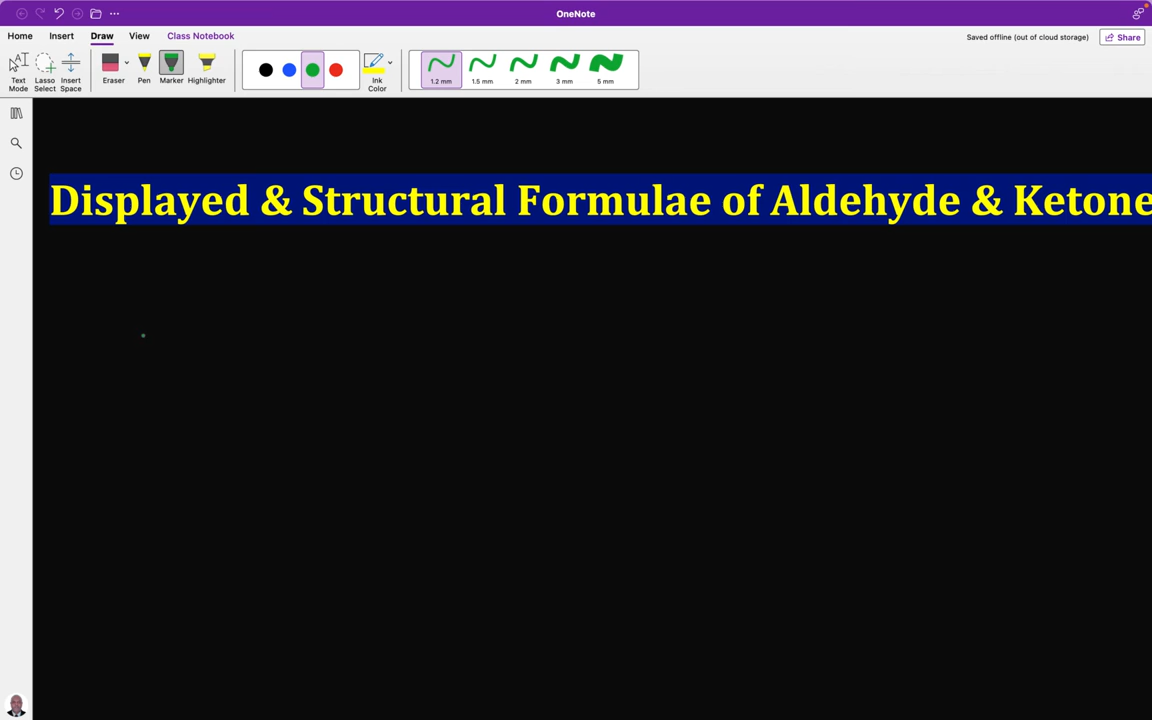 OneNote
Home Insert Draw View Class Notebook
Saved offline (out of cloud storage) Share
Text Mode
Lasso Select
Insert Space
Eraser
Pen
Marker
Highlighter
Ink Color
1.2 mm 1.5 mm 2 mm 3 mm 5 mm
Displayed & Structural Formulae of Aldehyde & Ketone